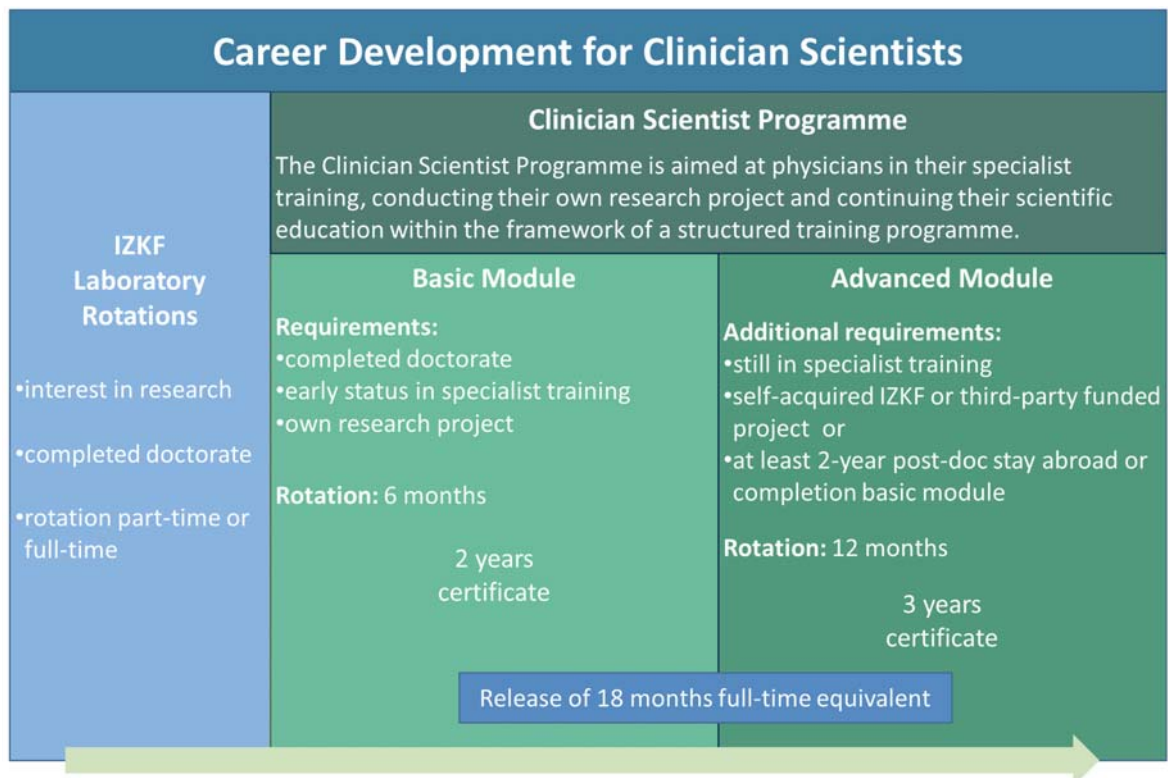 Career Development for Clinician Scientists
IZKF
Laboratory
Rotations
•interest in research
•completed doctorate
•rotation part-time or
full-time
Clinician Scientist Programme
The Clinician Scientist Programme is aimed at physicians in their specialist
training, conducting their own research project and continuing their scientific
education within the framework of a structured training programme.
Basic Module
Requirements:
•completed doctorate
•early status in specialist training
•own research project
Rotation: 6 months
2 years
certificate
Advanced Module
Additional requirements:
•still in specialist training
•self-acquired IZKF or third-party funded
project or
•at least 2-year post-doc stay abroad or
completion basic module
Rotation: 12 months
3 years
certificate
Release of 18 months full-time equivalent